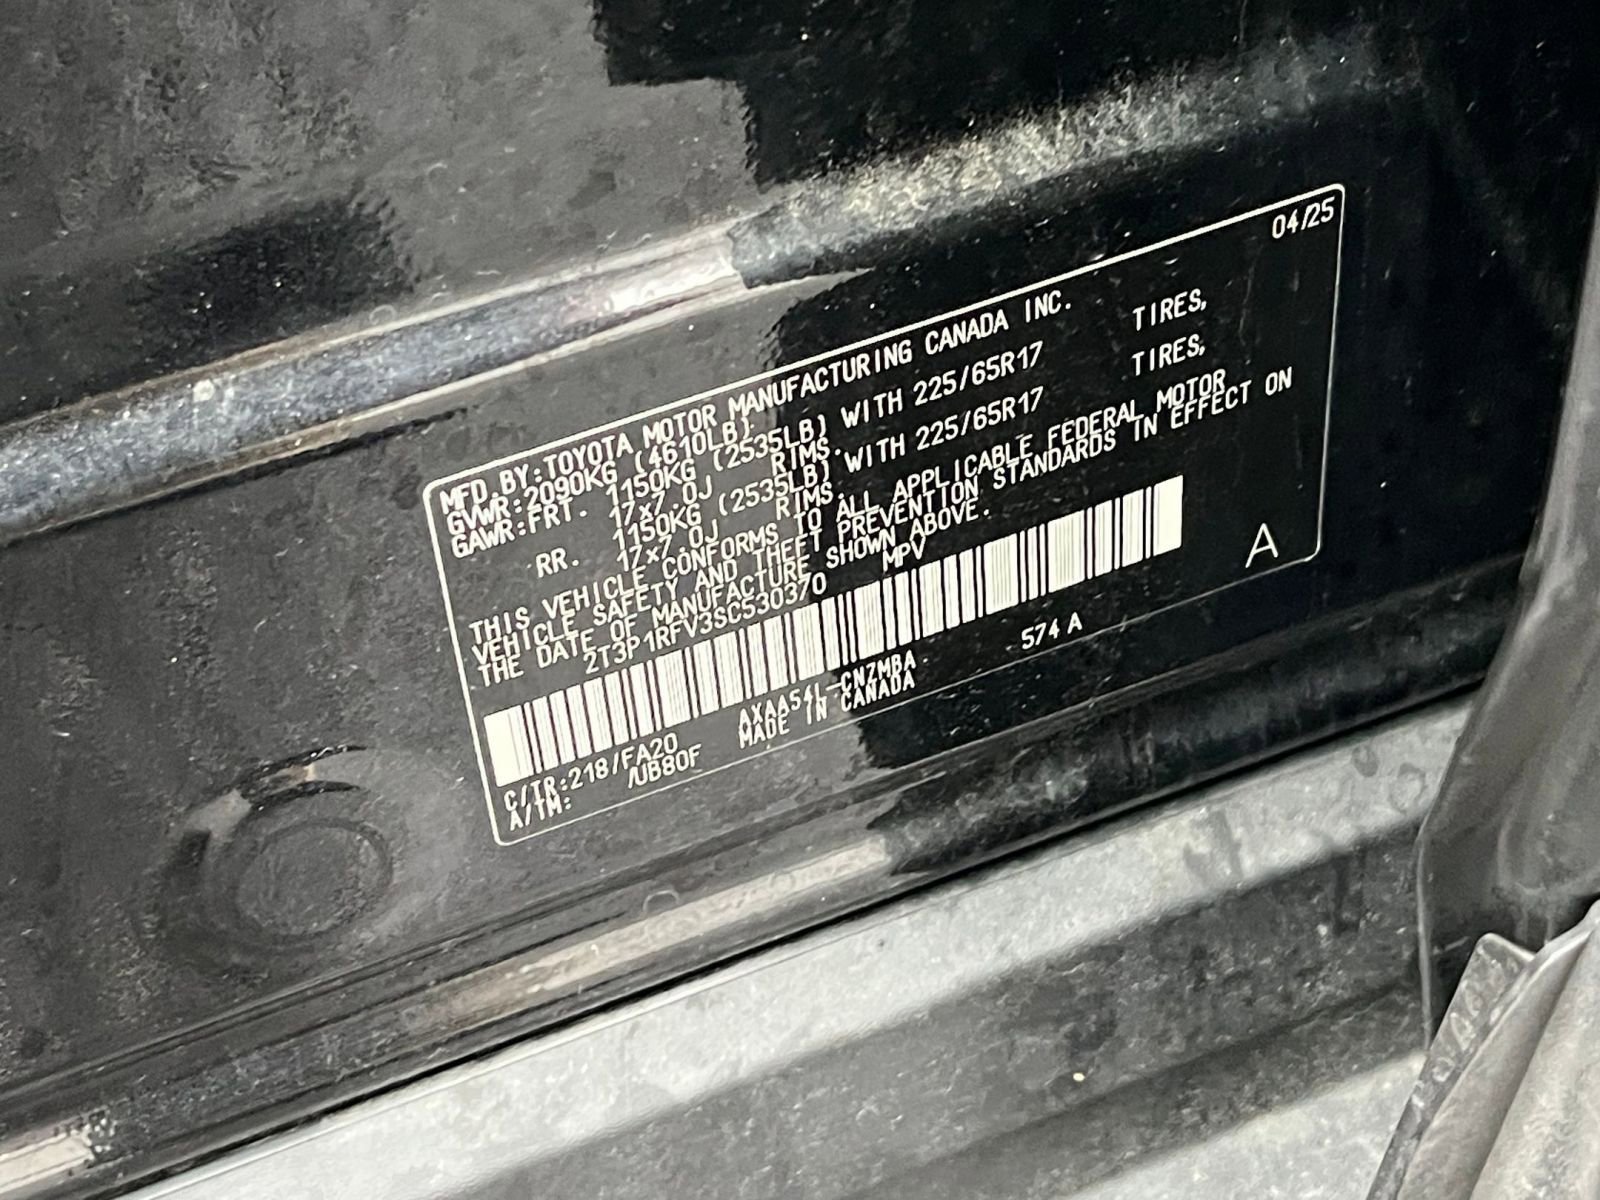 04/25
MFD.BY:TOYOTA MOTOR MANUFACTURING CANADA INC.
GVWR:2090KG (4610LB)
GAWR:FRT. 1150KG (2535LB) WITH 225/65R17 TIRES,
17x7.0J RIMS.
RR. 1150KG (2535LB) WITH 225/65R17 TIRES,
17x7.0J RIMS.
THIS VEHICLE CONFORMS TO ALL APPLICABLE FEDERAL MOTOR
VEHICLE SAFETY AND THEFT PREVENTION STANDARDS IN EFFECT ON
THE DATE OF MANUFACTURE SHOWN ABOVE.
2T3P1RFV3SC530370 MPV
A
C/TR:218/FA20 AXAA54L-CNZMBA 574 A
A/TM: /UB80F MADE IN CANADA